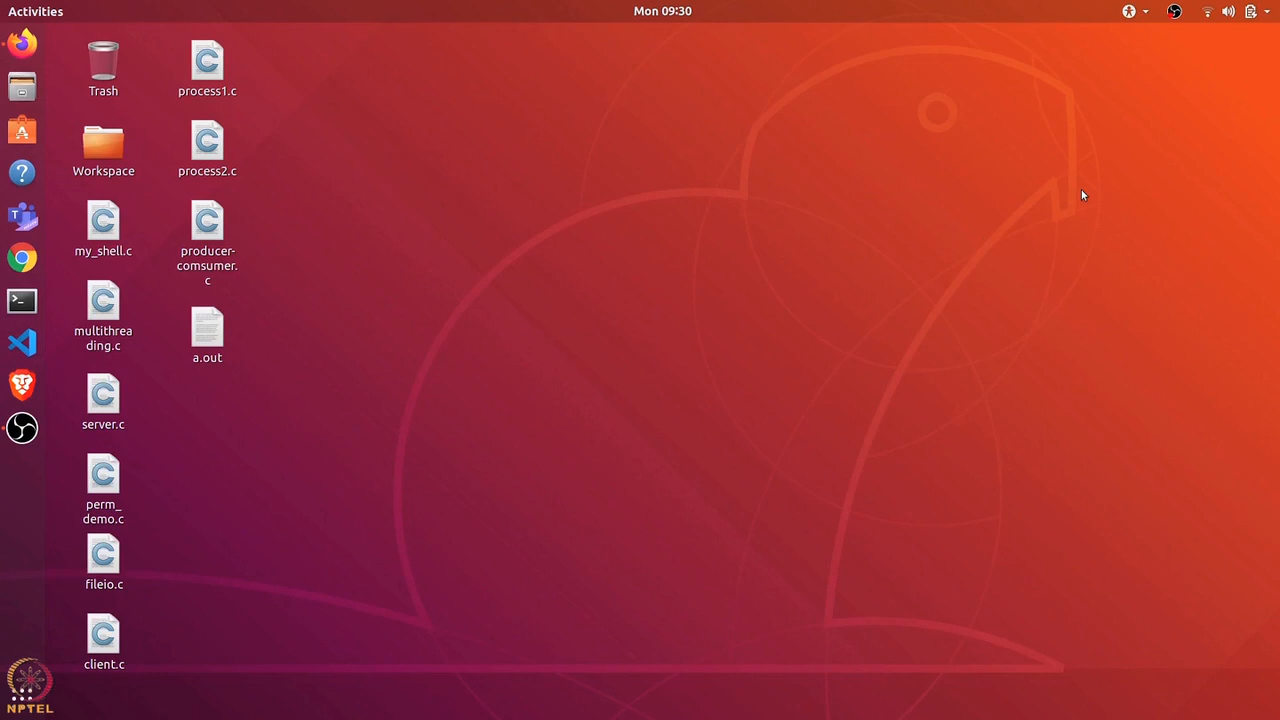 Activities
Mon 09:30
Trash
process1.c
Workspace
process2.c
my_shell.c
producer-
comsumer.
c
multithrea
ding.c
a.out
server.c
perm_
demo.c
fileio.c
client.c
NPTEL